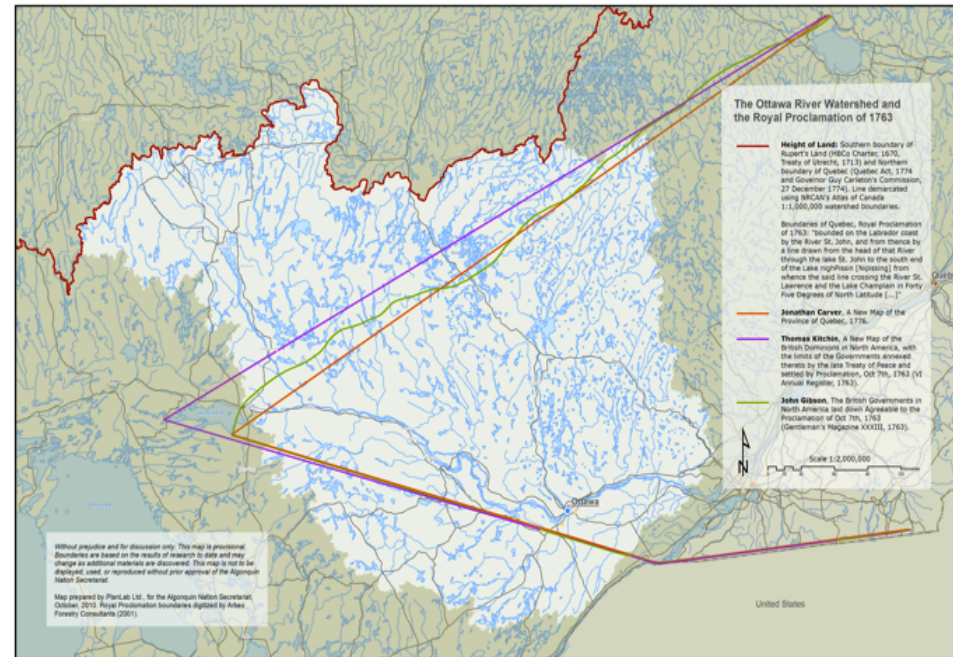 The Ottawa River Watershed and
the Royal Proclamation of 1763
Height of Land: Southern boundary of
Rupert's Land (HBCo Charter, 1670,
Treaty of Utrecht, 1713) and Northern
boundary of Quebec (Quebec Act, 1774
and Governor Guy Carleton's Commission,
27 December 1774). Line demarcated
using NRCAN's Atlas of Canada
1:1,000,000 watershed boundaries.
Boundaries of Quebec, Royal Proclamation
of 1763: "bounded on the Labrador coast
by the River St. John, and from thence by
a line drawn from the head of that River
through the lake St. John to the south end
of the Lake nighPissin [Nipissing] from
whence the said line crossing the River St.
Lawrence and the Lake Champlain in Forty
Five Degrees of North Latitude [...]"
Jonathan Carver, A New Map of the
Province of Quebec, 1776.
Thomas Kitchin, A New Map of the
British Dominions in North America, with
the limits of the Governments annexed
thereto by the late Treaty of Peace and
settled by Proclamation, Oct 7th, 1763 (VI
Annual Register, 1763).
John Gibson, The British Governments in
North America laid down Agreeable to the
Proclamation of Oct 7th, 1763
(Gentleman's Magazine XXXIII, 1763).
N
Scale 1:2,000,000
Ottawa
United States
Without prejudice and for discussion only. This map is provisional.
Boundaries are based on the results of research to date and may
change as additional materials are discovered. This map is not to be
displayed, used, or reproduced without prior approval of the Algonquin
Nation Secretariat.
Map prepared by PlanLab Ltd., for the Algonquin Nation Secretariat,
October, 2010. Royal Proclomation boundaries digitized by Arbex
Forestry Consultants (2001).